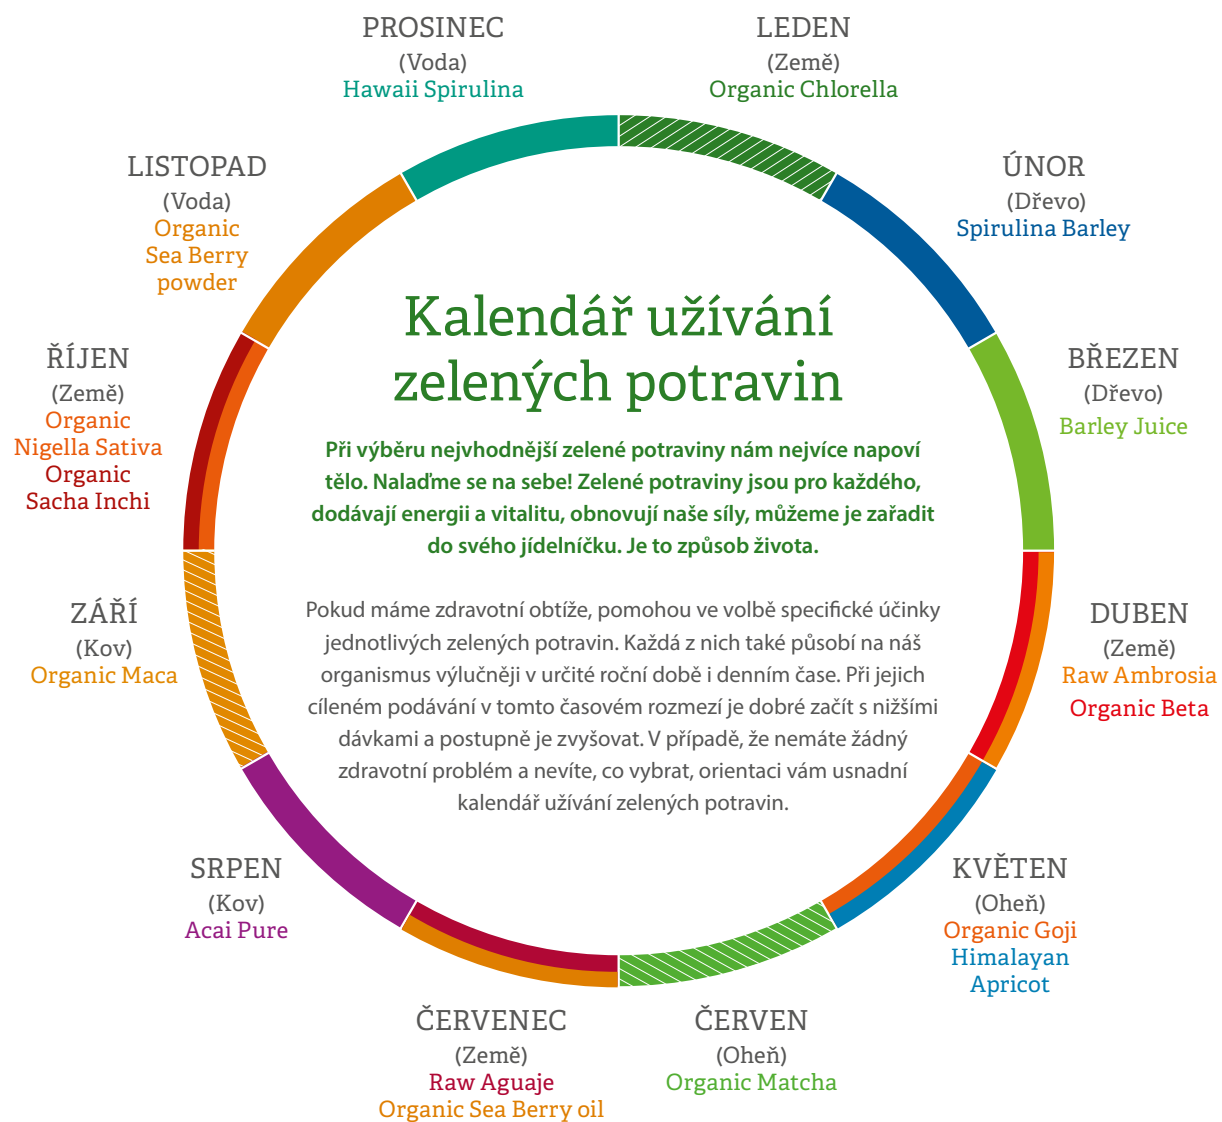 PROSINEC
(Voda)
Hawaii Spirulina
LEDEN
(Země)
Organic Chlorella
ÚNOR
(Dřevo)
Spirulina Barley
BŘEZEN
(Dřevo)
Barley Juice
DUBEN
(Země)
Raw Ambrosia
Organic Beta
KVĚTEN
(Oheň)
Organic Goji
Himalayan
Apricot
ČERVEN
(Oheň)
Organic Matcha
ČERVENEC
(Země)
Raw Aguaje
Organic Sea Berry oil
SRPEN
(Kov)
Acai Pure
ZÁŘÍ
(Kov)
Organic Maca
ŘÍJEN
(Země)
Organic
Nigella Sativa
Organic
Sacha Inchi
LISTOPAD
(Voda)
Organic
Sea Berry
powder
Kalendář užívání
zelených potravin
Při výběru nejvhodnější zelené potraviny nám nejvíce napoví
tělo. Nalaďme se na sebe! Zelené potraviny jsou pro každého,
dodávají energii a vitalitu, obnovují naše síly, můžeme je zařadit
do svého jídelníčku. Je to způsob života.
Pokud máme zdravotní obtíže, pomohou ve volbě specifické účinky
jednotlivých zelených potravin. Každá z nich také působí na náš
organismus výlučněji v určité roční době i denním čase. Při jejich
cíleném podávání v tomto časovém rozmezí je dobré začít s nižšími
dávkami a postupně je zvyšovat. V případě, že nemáte žádný
zdravotní problém a nevíte, co vybrat, orientaci vám usnadní
kalendář užívání zelených potravin.